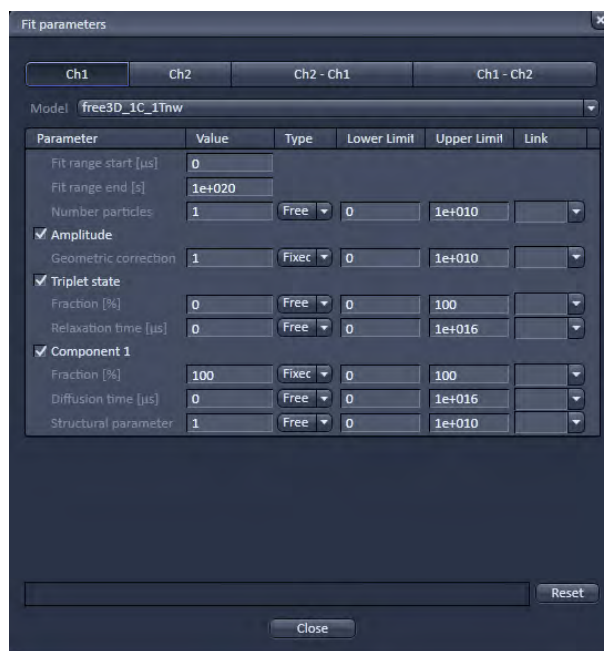 Fit parameters
Ch1 Ch2 Ch2 - Ch1 Ch1 - Ch2
Model free3D_1C_1Tnw
Parameter Value Type Lower Limit Upper Limit Link
Fit range start [µs] 0
Fit range end [s] 1e+020
Number particles 1 Free 0 1e+010
Amplitude
Geometric correction 1 Fixec 0 1e+010
Triplet state
Fraction [%] 0 Free 0 100
Relaxation time [µs] 0 Free 0 1e+016
Component 1
Fraction [%] 100 Fixec 0 100
Diffusion time [µs] 0 Free 0 1e+016
Structural parameter 1 Free 0 1e+010
Reset
Close